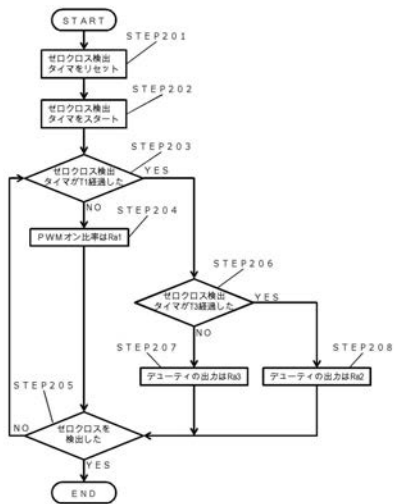 START
STEP201
ゼロクロス検出
タイマをリセット
STEP202
ゼロクロス検出
タイマをスタート
STEP203
ゼロクロス検出
タイマがT1経過した
YES
NO
STEP204
PWMオン比率はRa1
STEP206
ゼロクロス検出
タイマがT3経過した
YES
NO
STEP207
デューティの出力はRa3
STEP208
デューティの出力はRa2
STEP205
ゼロクロスを
検出した
NO
YES
END